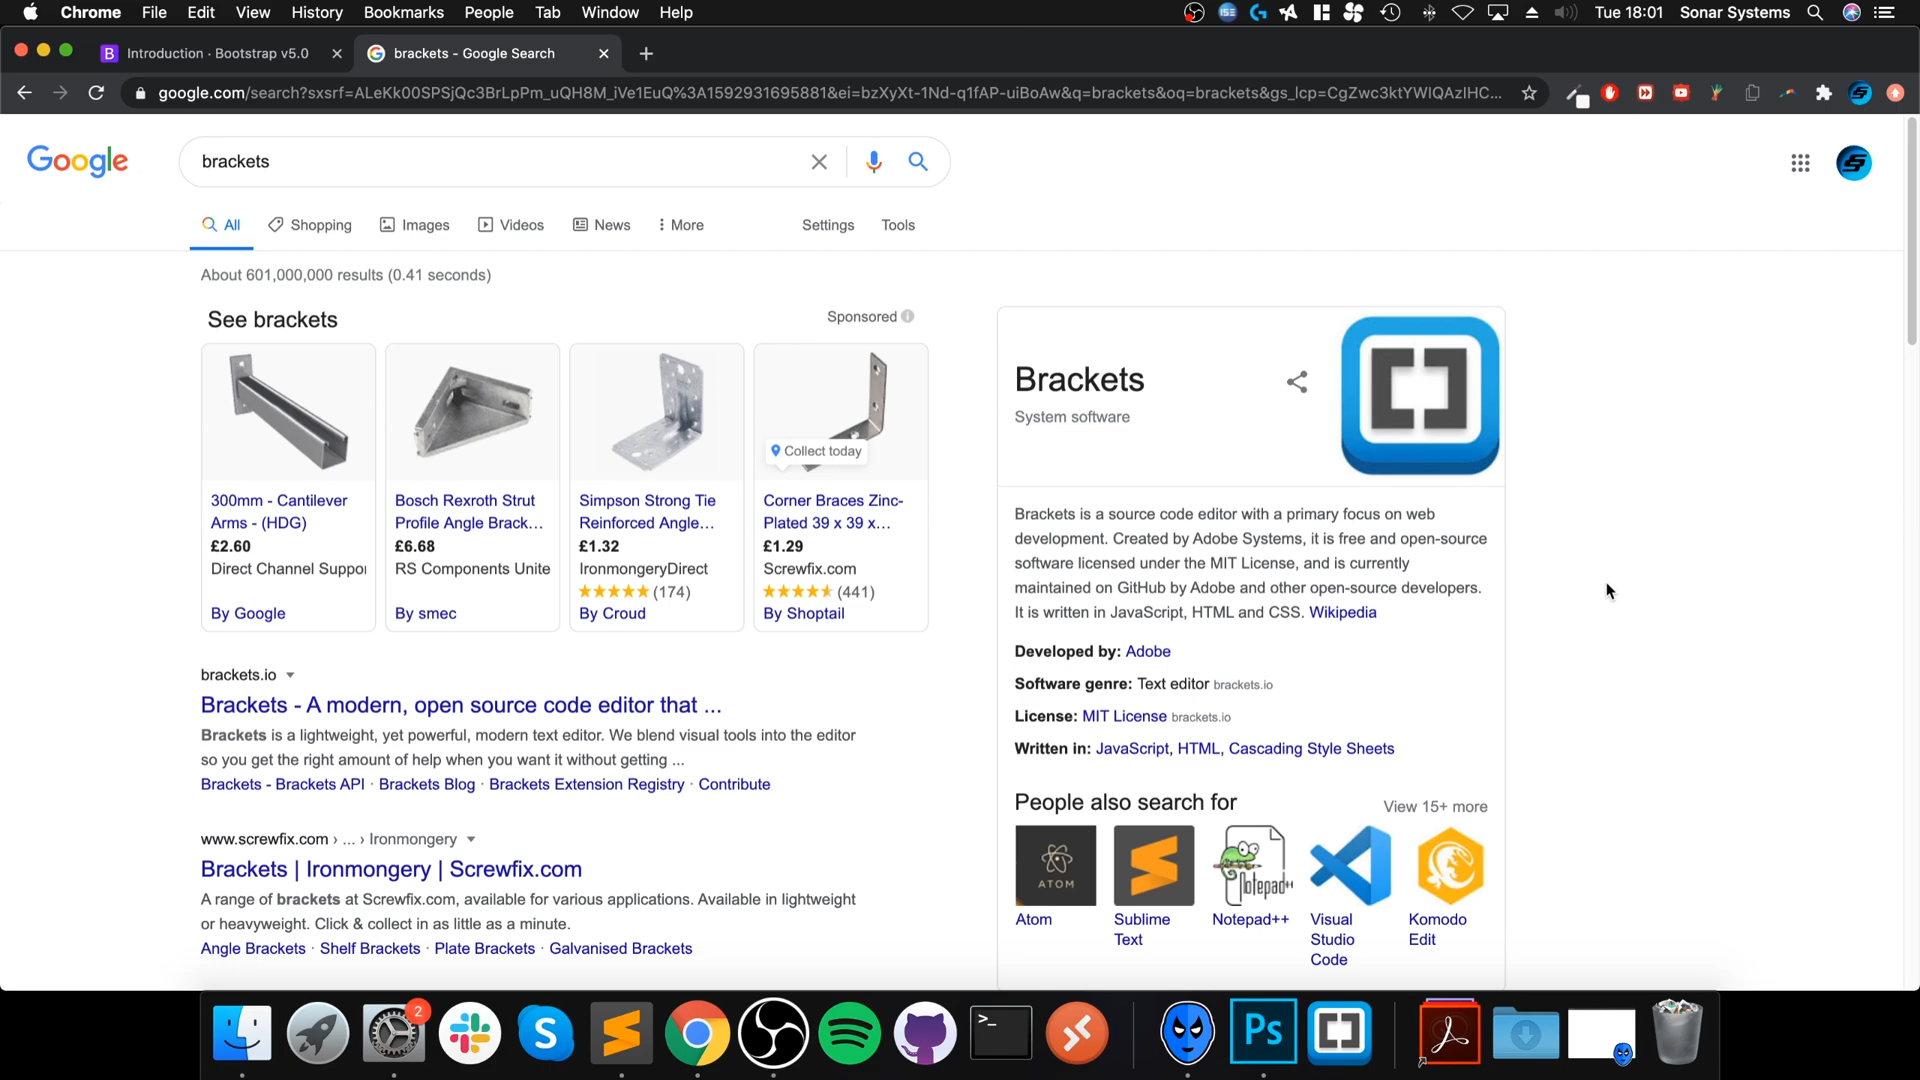 Chrome File Edit View History Bookmarks People Tab Window Help
ISE
Tue 18:01 Sonar Systems
B Introduction · Bootstrap v5.0
brackets - Google Search
google.com/search?sxsrf=ALeKk00SPSjQc3BrLpPm_uQH8M_iVe1EuQ%3A1592931695881&ei=bzXyXt-1Nd-q1fAP-uiBoAw&q=brackets&oq=brackets&gs_lcp=CgZwc3ktYWIQAzIHC...
Google
brackets
All Shopping Images Videos News More Settings Tools
About 601,000,000 results (0.41 seconds)
See brackets
Sponsored
Collect today
300mm - Cantilever
Arms - (HDG)
£2.60
Direct Channel Suppor
By Google
Bosch Rexroth Strut
Profile Angle Brack...
£6.68
RS Components Unite
By smec
Simpson Strong Tie
Reinforced Angle...
£1.32
IronmongeryDirect
(174)
By Croud
Corner Braces Zinc-
Plated 39 x 39 x...
£1.29
Screwfix.com
(441)
By Shoptail
brackets.io
Brackets - A modern, open source code editor that ...
Brackets is a lightweight, yet powerful, modern text editor. We blend visual tools into the editor
so you get the right amount of help when you want it without getting ...
Brackets - Brackets API · Brackets Blog · Brackets Extension Registry · Contribute
www.screwfix.com › ... › Ironmongery
Brackets | Ironmongery | Screwfix.com
A range of brackets at Screwfix.com, available for various applications. Available in lightweight
or heavyweight. Click & collect in as little as a minute.
Angle Brackets · Shelf Brackets · Plate Brackets · Galvanised Brackets
Brackets
System software
Brackets is a source code editor with a primary focus on web
development. Created by Adobe Systems, it is free and open-source
software licensed under the MIT License, and is currently
maintained on GitHub by Adobe and other open-source developers.
It is written in JavaScript, HTML and CSS. Wikipedia
Developed by: Adobe
Software genre: Text editor brackets.io
License: MIT License brackets.io
Written in: JavaScript, HTML, Cascading Style Sheets
People also search for
View 15+ more
ATOM
Notepad++
Atom
Sublime
Text
Notepad++
Visual
Studio
Code
Komodo
Edit
2
S
>_
Ps